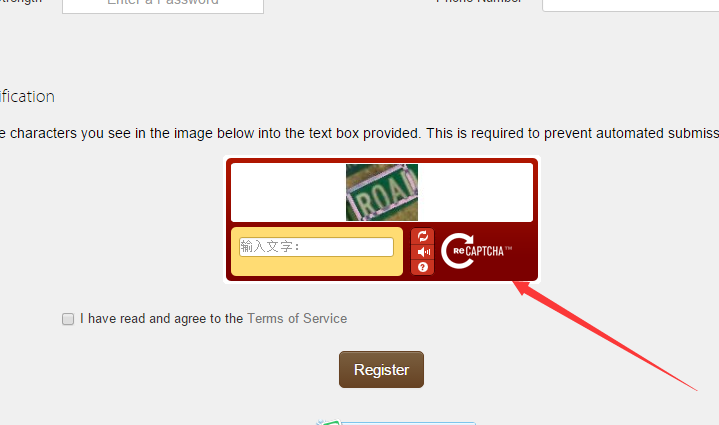 Enter a Password
Phone Number
ification
e characters you see in the image below into the text box provided. This is required to prevent automated submiss
输入文字:
reCAPTCHA™
I have read and agree to the Terms of Service
Register